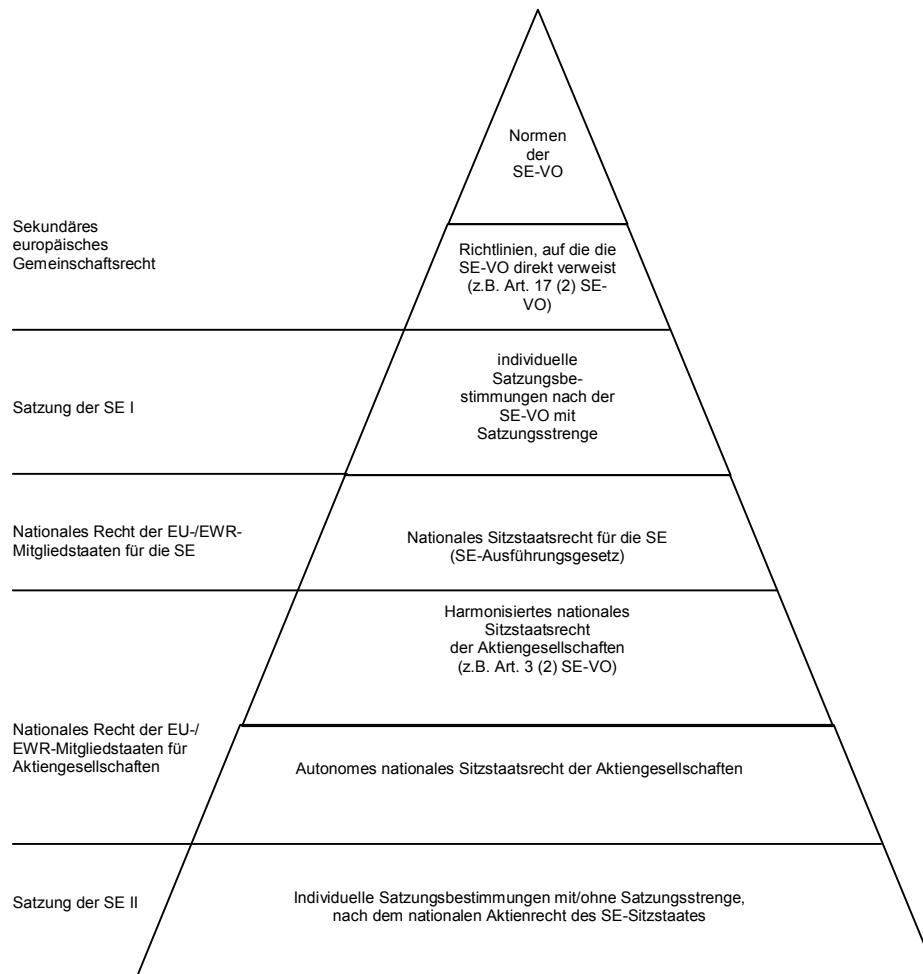 Normen
der
SE-VO
Sekundäres
europäisches
Gemeinschaftsrecht
Richtlinien, auf die die
SE-VO direkt verweist
(z.B. Art. 17 (2) SE-
VO)
Satzung der SE I
individuelle
Satzungsbe-
stimmungen nach der
SE-VO mit
Satzungsstrenge
Nationales Recht der EU-/EWR-
Mitgliedstaaten für die SE
Nationales Sitzstaatsrecht für die SE
(SE-Ausführungsgesetz)
Harmonisiertes nationales
Sitzstaatsrecht
der Aktiengesellschaften
(z.B. Art. 3 (2) SE-VO)
Nationales Recht der EU-/
EWR-Mitgliedstaaten für
Aktiengesellschaften
Autonomes nationales Sitzstaatsrecht der Aktiengesellschaften
Satzung der SE II
Individuelle Satzungsbestimmungen mit/ohne Satzungsstrenge,
nach dem nationalen Aktienrecht des SE-Sitzstaates